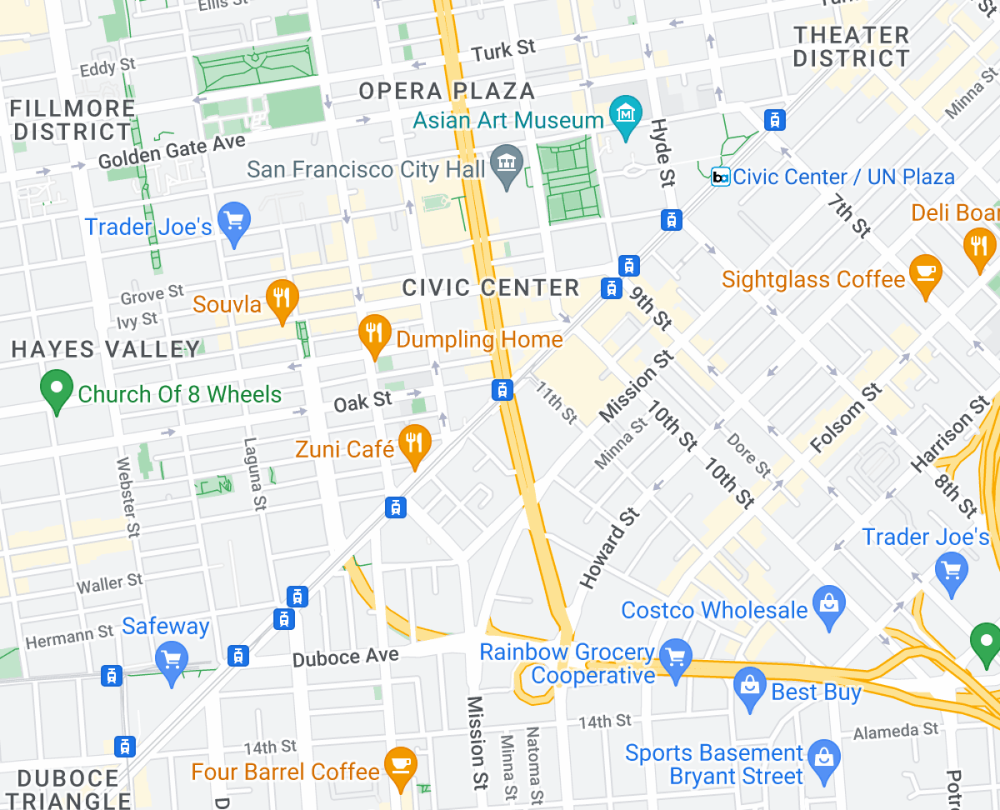 Ellis St
Turk St
THEATER
DISTRICT
Eddy St
OPERA PLAZA
Minna St
FILLMORE
DISTRICT
Asian Art Museum
Golden Gate Ave
Hyde St
San Francisco City Hall
Civic Center / UN Plaza
7th St
Trader Joe's
Deli Boar
Sightglass Coffee
Grove St
CIVIC CENTER
Souvla
9th St
Ivy St
Dumpling Home
HAYES VALLEY
Church Of 8 Wheels
Oak St
11th St
Mission St
Folsom St
Harrison St
10th St
Minna St
Dore St
Zuni Café
Laguna St
Webster St
10th St
8th St
Howard St
Trader Joe's
Waller St
Costco Wholesale
Hermann St
Safeway
Duboce Ave
Rainbow Grocery
Cooperative
Best Buy
Mission St
Natoma St
Minna St
14th St
Alameda St
14th St
Sports Basement
Bryant Street
Four Barrel Coffee
DUBOCE
TRIANGLE
D
Potr